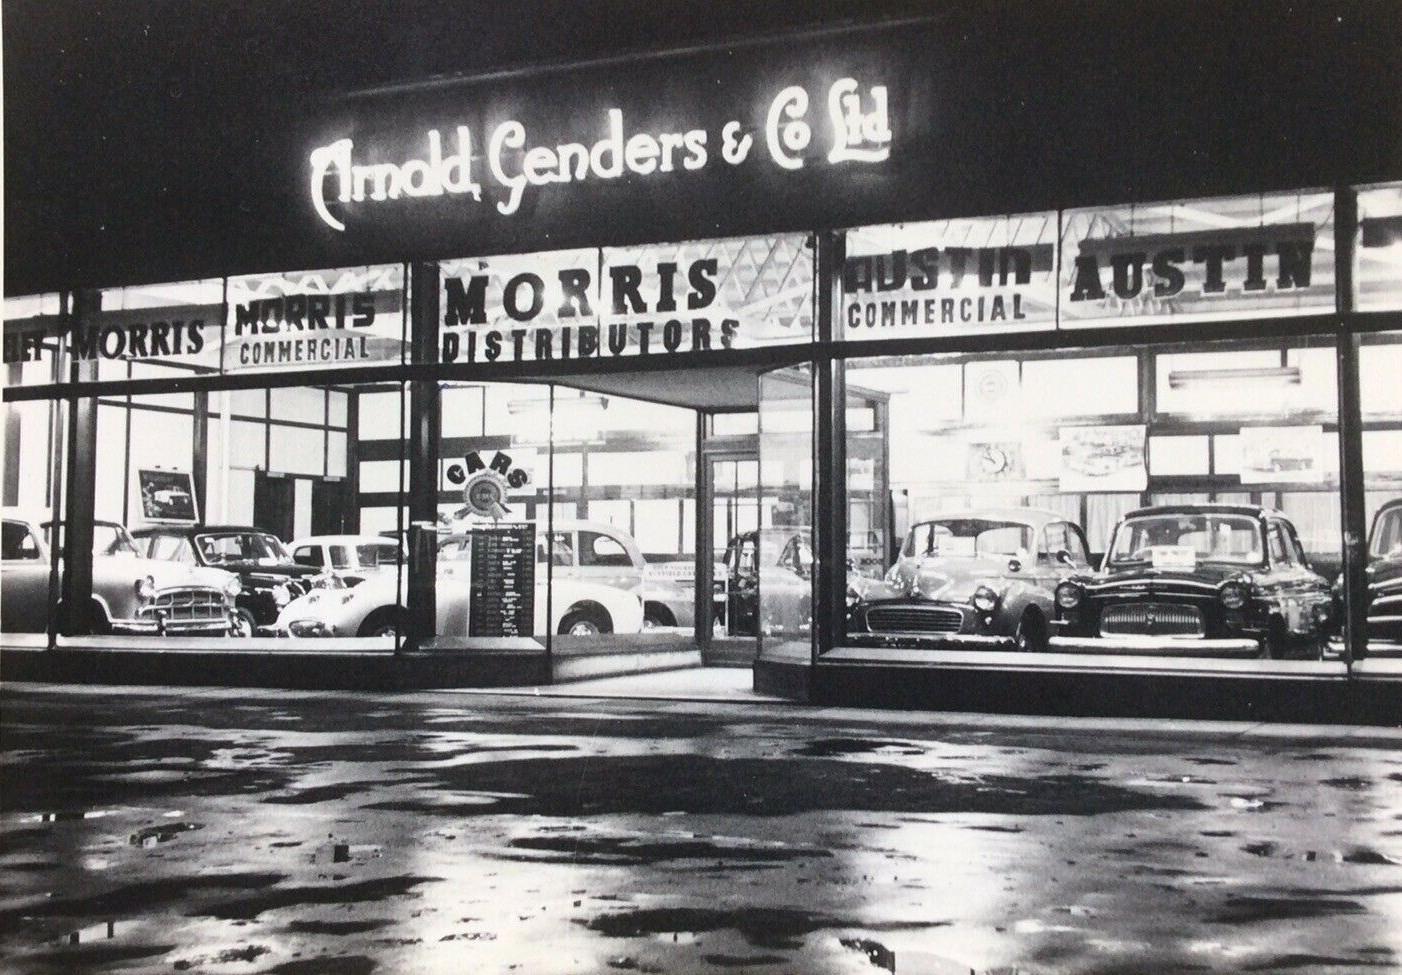 Arnold Genders & Co Ltd
MORRIS
MORRIS
COMMERCIAL
MORRIS
DISTRIBUTORS
AUSTIN
COMMERCIAL
AUSTIN
CARS